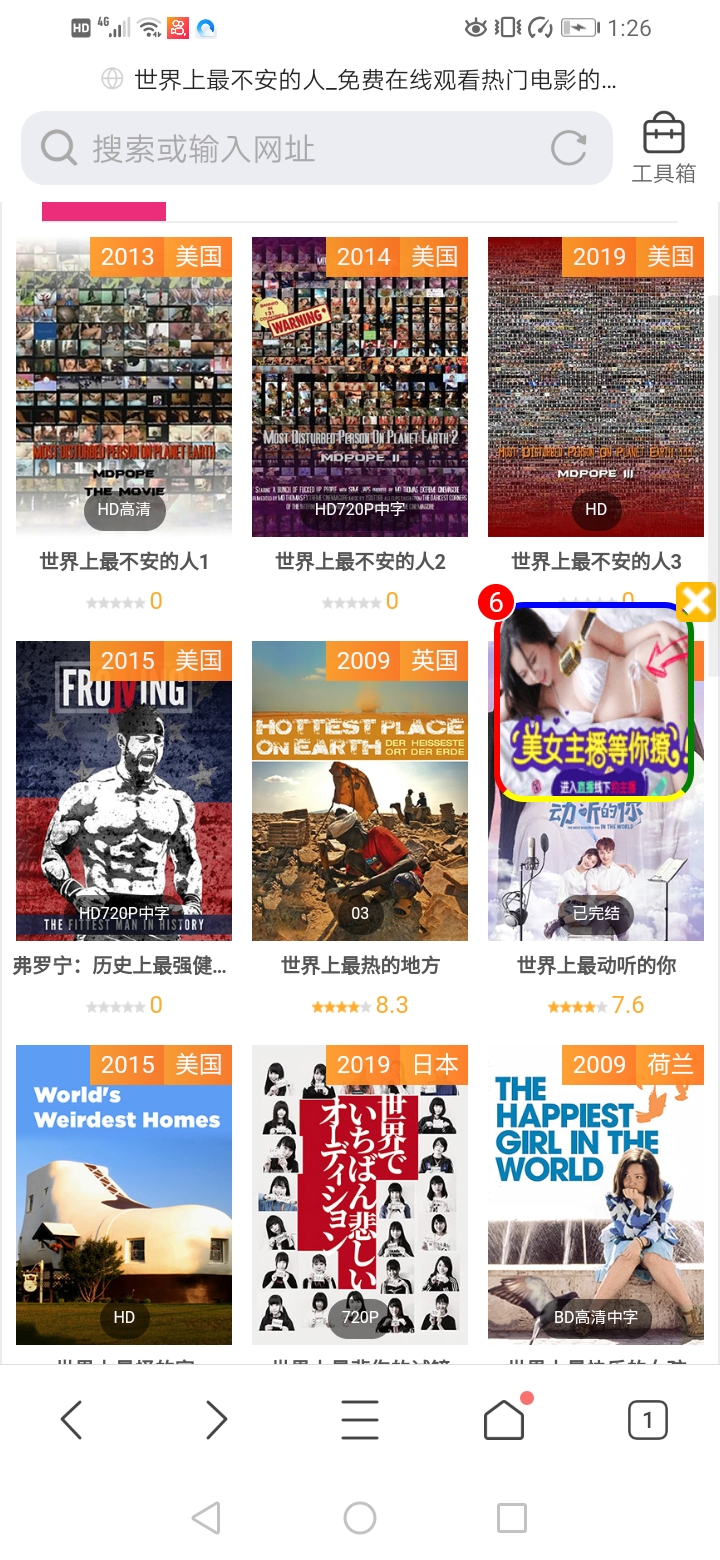 HD 4G 1:26
世界上最不安的人_免费在线观看热门电影的...
搜索或输入网址
工具箱
2013 美国
MOST DISTURBED PERSON ON PLANET EARTH
MDPOPE
THE MOVIE
HD高清
世界上最不安的人1
0
2014 美国
WARNING
MOST DISTURBED PERSON ON PLANET EARTH 2
MDPOPE II
HD720P中字
世界上最不安的人2
0
2019 美国
MOST DISTURBED PERSON ON PLANET EARTH III
MDPOPE III
HD
世界上最不安的人3
0
6
美女主播等你撩
进入直播线下约主播
2015 美国
FRONING
HD720P中字
THE FITTEST MAN IN HISTORY
弗罗宁：历史上最强健...
0
2009 英国
HOTTEST PLACE
ON EARTH
DER HEISSESTE
ORT DER ERDE
03
世界上最热的地方
8.3
动听的你
已完结
世界上最动听的你
7.6
2015 美国
World's
Weirdest Homes
HD
2019 日本
世界で
いちばん悲しい
オーディション
720P
2009 荷兰
THE
HAPPIEST
GIRL IN THE
WORLD
BD高清中字
1